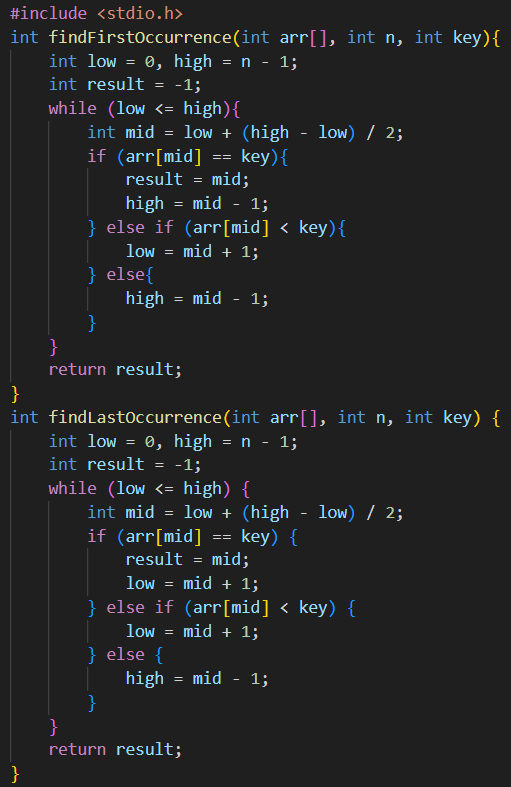 #include <stdio.h>
int findFirstOccurrence(int arr[], int n, int key){
    int low = 0, high = n - 1;
    int result = -1;
    while (low <= high){
        int mid = low + (high - low) / 2;
        if (arr[mid] == key){
            result = mid;
            high = mid - 1;
        } else if (arr[mid] < key){
            low = mid + 1;
        } else{
            high = mid - 1;
        }
    }
    return result;
}
int findLastOccurrence(int arr[], int n, int key) {
    int low = 0, high = n - 1;
    int result = -1;
    while (low <= high) {
        int mid = low + (high - low) / 2;
        if (arr[mid] == key) {
            result = mid;
            low = mid + 1;
        } else if (arr[mid] < key) {
            low = mid + 1;
        } else {
            high = mid - 1;
        }
    }
    return result;
}